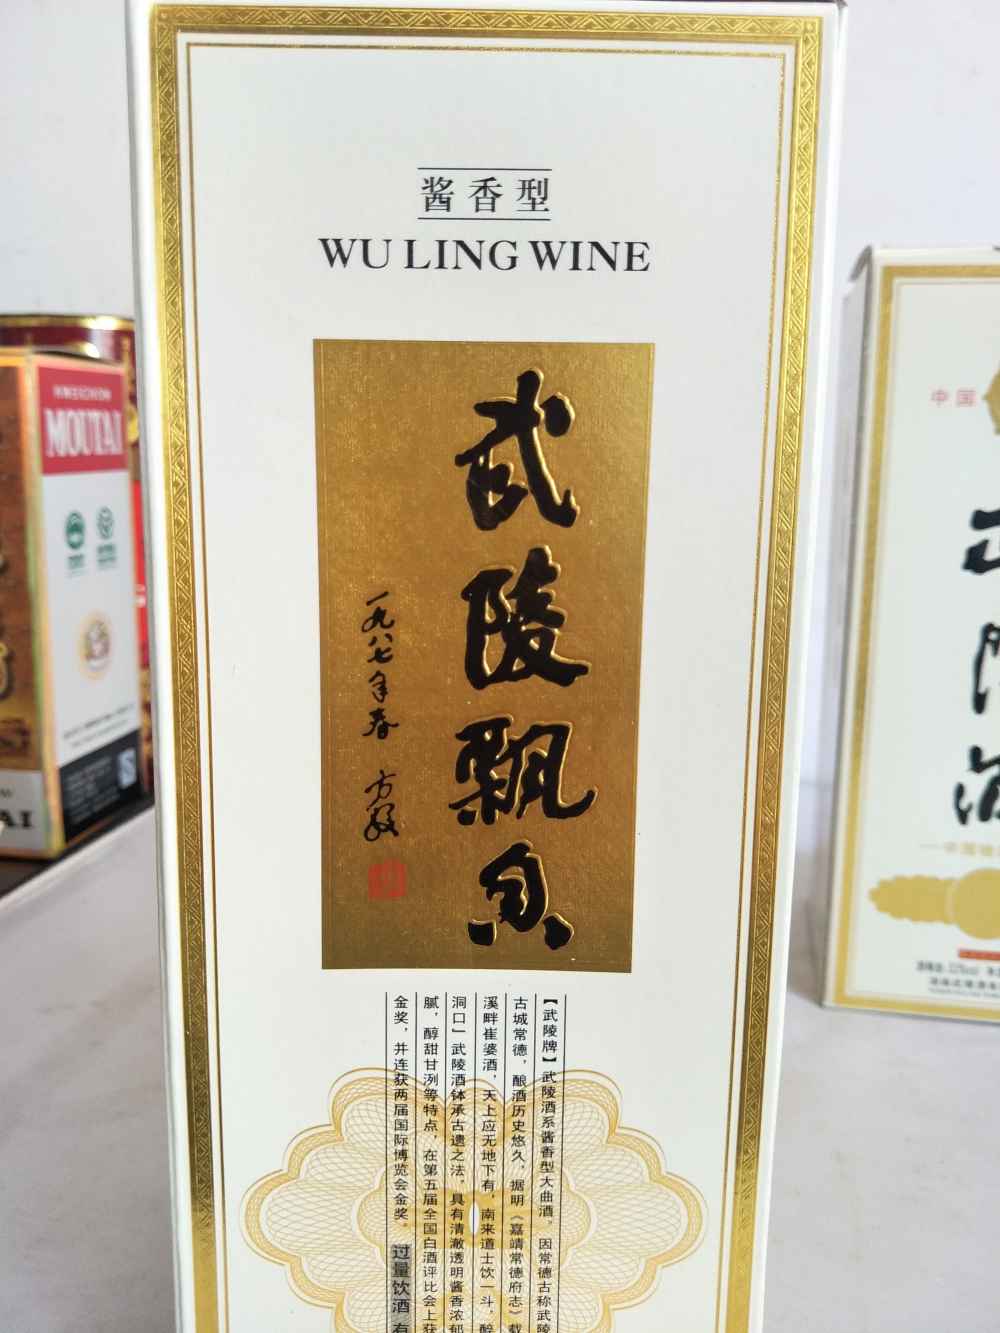 酱香型
WU LING WINE
武陵飘香
一九八七年春 方毅
【武陵牌】武陵酒系酱香型大曲酒，因常德古称武陵
古城常德，酿酒历史悠久，据明《嘉靖常德府志》载
溪畔崔婆酒，天上应无地下有，南来道士饮一斗，醉
洞口」武陵酒钵承古遗之法，具有清澈透明酱香浓郁
腻，醇甜甘洌等特点，在第五届全国白酒评比会上获
金奖，并连获两届国际博览会金奖。过量饮酒有
MOUTAI
AI
中国